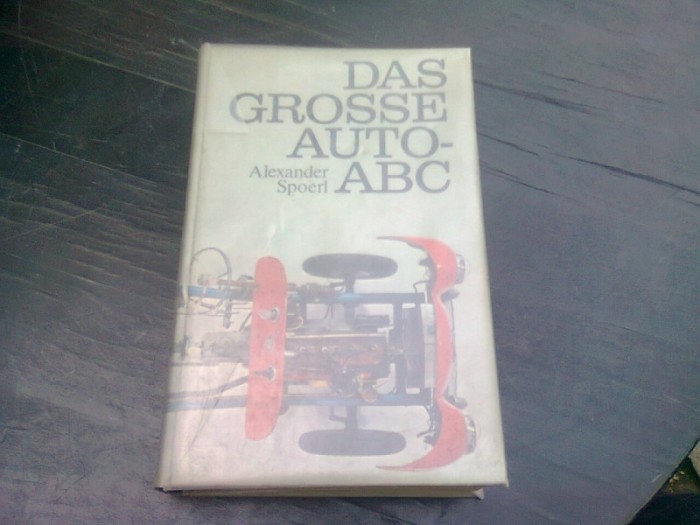 DAS
GROSSE
AUTO-
ABC
Alexander
Spoerl